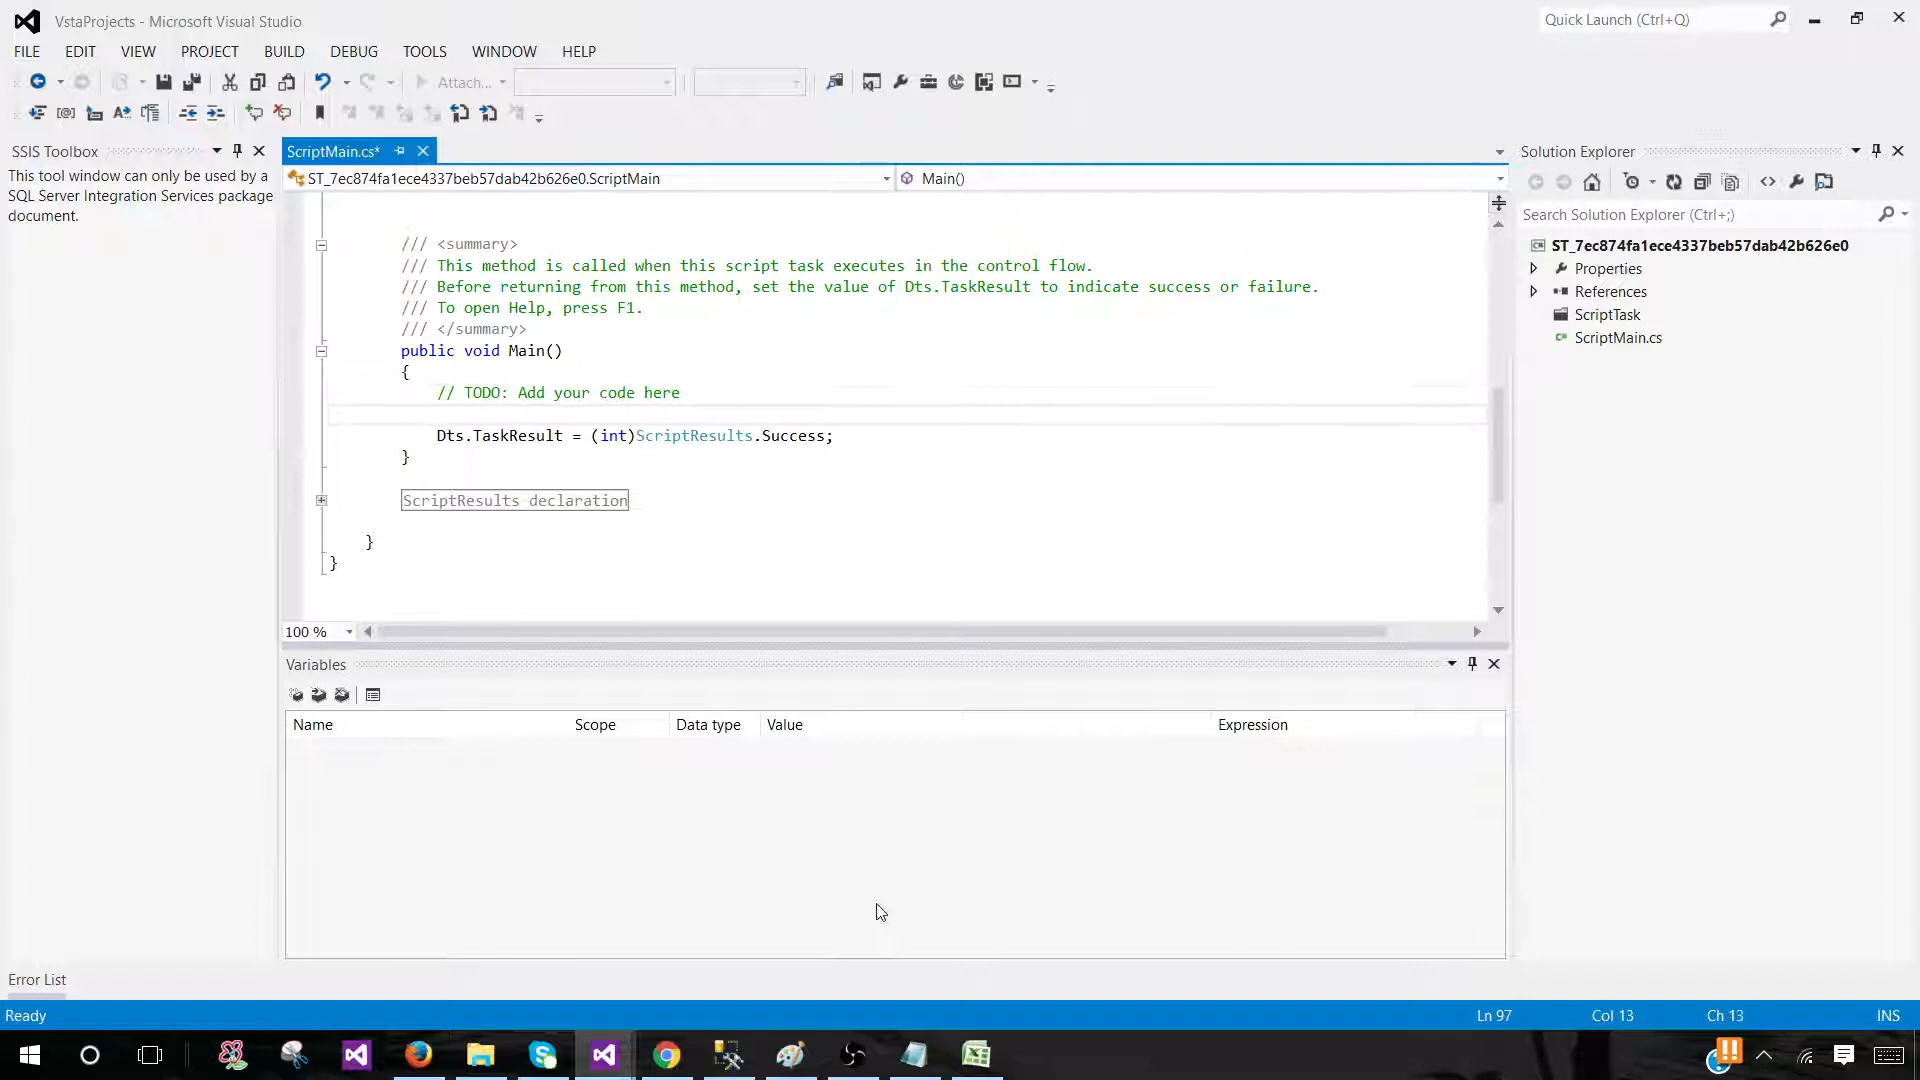 VstaProjects - Microsoft Visual Studio
Quick Launch (Ctrl+Q)
FILE EDIT VIEW PROJECT BUILD DEBUG TOOLS WINDOW HELP
Attach...
SSIS Toolbox
This tool window can only be used by a
SQL Server Integration Services package
document.
ScriptMain.cs*
ST_7ec874fa1ece4337beb57dab42b626e0.ScriptMain
Main()
/// <summary>
/// This method is called when this script task executes in the control flow.
/// Before returning from this method, set the value of Dts.TaskResult to indicate success or failure.
/// To open Help, press F1.
/// </summary>
public void Main()
{
// TODO: Add your code here
Dts.TaskResult = (int)ScriptResults.Success;
}
ScriptResults declaration
}
}
100 %
Variables
Name Scope Data type Value Expression
Solution Explorer
Search Solution Explorer (Ctrl+;)
ST_7ec874fa1ece4337beb57dab42b626e0
Properties
References
ScriptTask
ScriptMain.cs
Error List
Ready
Ln 97 Col 13 Ch 13 INS